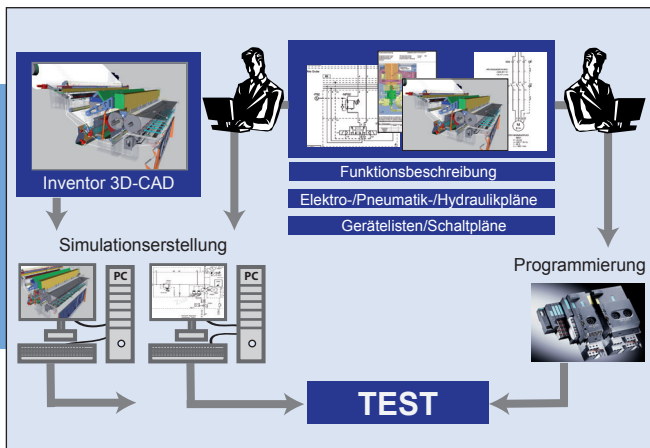 Inventor 3D-CAD
Funktionsbeschreibung
Elektro-/Pneumatik-/Hydraulikpläne
Gerätelisten/Schaltpläne
Simulationserstellung
Programmierung
PC
PC
TEST